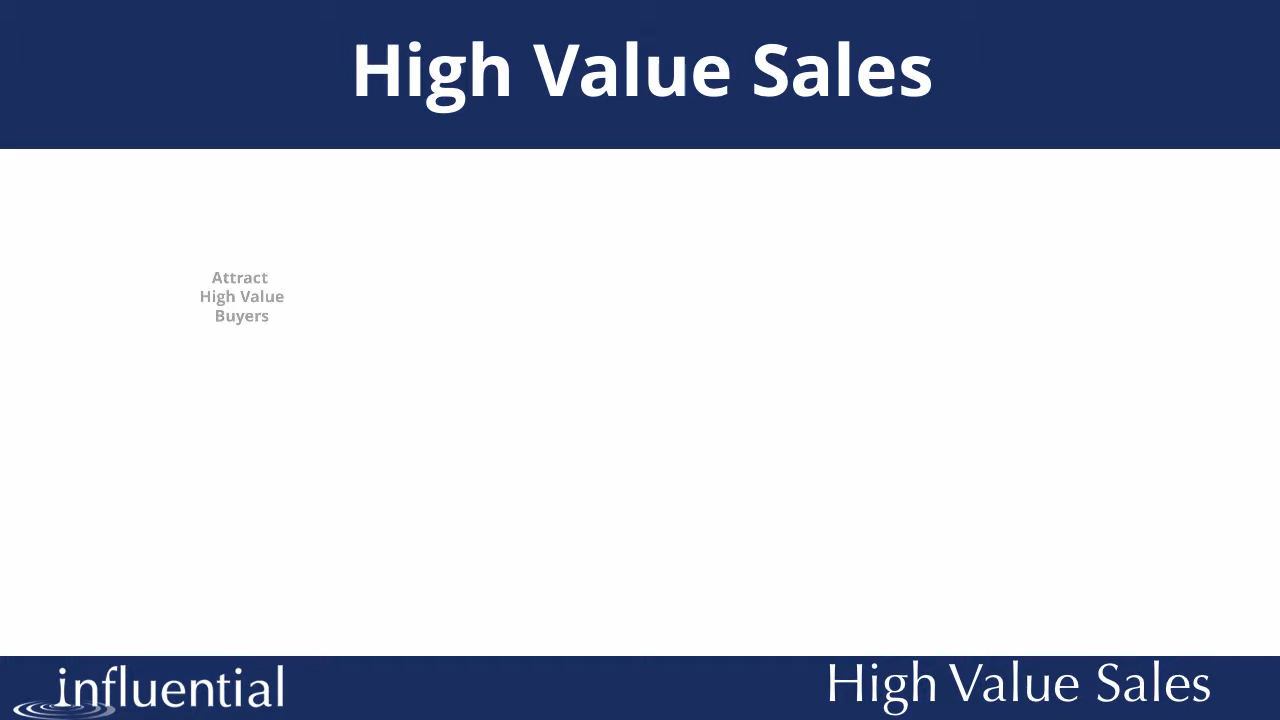 High Value Sales
Attract
High Value
Buyers
influential
High Value Sales